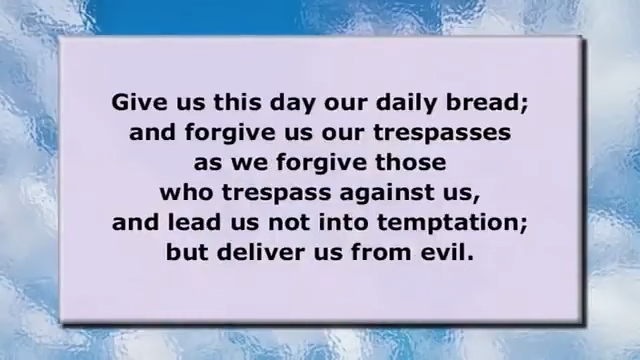 Give us this day our daily bread;
and forgive us our trespasses
as we forgive those
who trespass against us,
and lead us not into temptation;
but deliver us from evil.